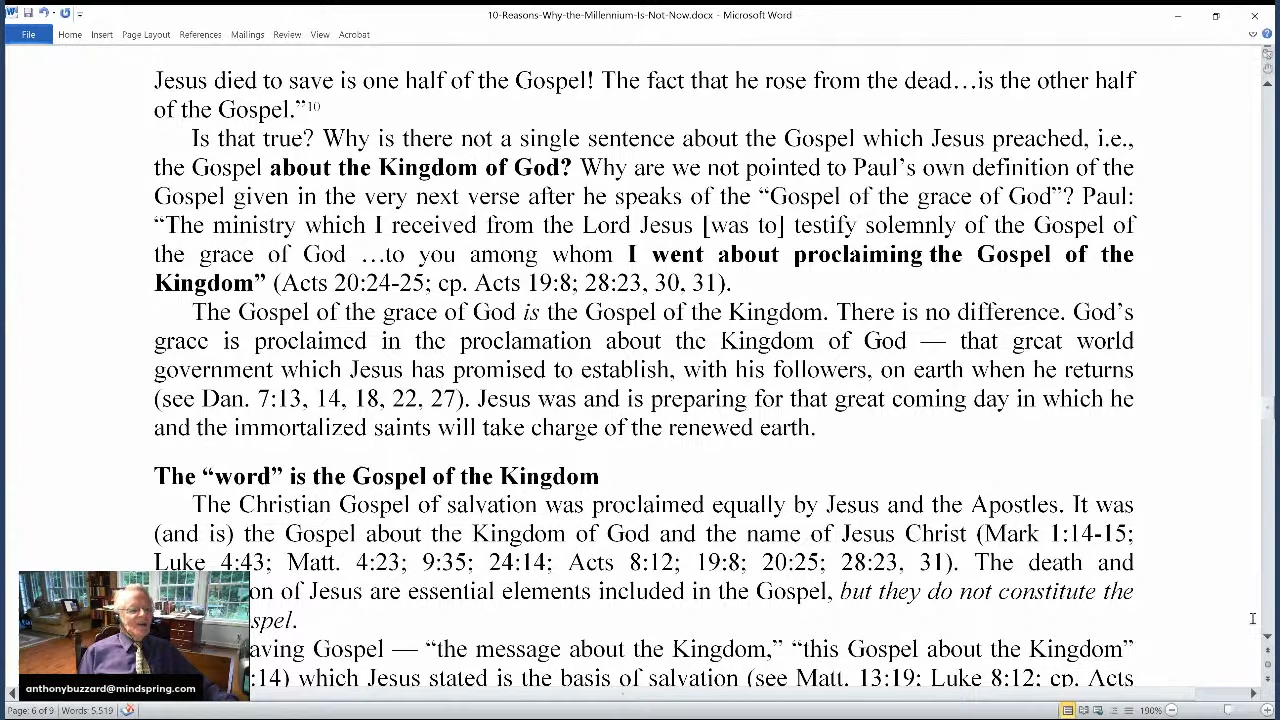 10-Reasons-Why-the-Millennium-Is-Not-Now.docx - Microsoft Word
File Home Insert Page Layout References Mailings Review View Acrobat
Jesus died to save is one half of the Gospel! The fact that he rose from the dead…is the other half
of the Gospel.”10
Is that true? Why is there not a single sentence about the Gospel which Jesus preached, i.e.,
the Gospel about the Kingdom of God? Why are we not pointed to Paul’s own definition of the
Gospel given in the very next verse after he speaks of the “Gospel of the grace of God”? Paul:
“The ministry which I received from the Lord Jesus [was to] testify solemnly of the Gospel of
the grace of God …to you among whom I went about proclaiming the Gospel of the
Kingdom” (Acts 20:24-25; cp. Acts 19:8; 28:23, 30, 31).
The Gospel of the grace of God is the Gospel of the Kingdom. There is no difference. God’s
grace is proclaimed in the proclamation about the Kingdom of God — that great world
government which Jesus has promised to establish, with his followers, on earth when he returns
(see Dan. 7:13, 14, 18, 22, 27). Jesus was and is preparing for that great coming day in which he
and the immortalized saints will take charge of the renewed earth.
The “word” is the Gospel of the Kingdom
The Christian Gospel of salvation was proclaimed equally by Jesus and the Apostles. It was
(and is) the Gospel about the Kingdom of God and the name of Jesus Christ (Mark 1:14-15;
Luke 4:43; Matt. 4:23; 9:35; 24:14; Acts 8:12; 19:8; 20:25; 28:23, 31). The death and
on of Jesus are essential elements included in the Gospel, but they do not constitute the
spel.
aving Gospel — “the message about the Kingdom,” “this Gospel about the Kingdom”
:14) which Jesus stated is the basis of salvation (see Matt. 13:19; Luke 8:12; cp. Acts
anthonybuzzard@mindspring.com
Page: 6 of 9 Words: 5,519 190%